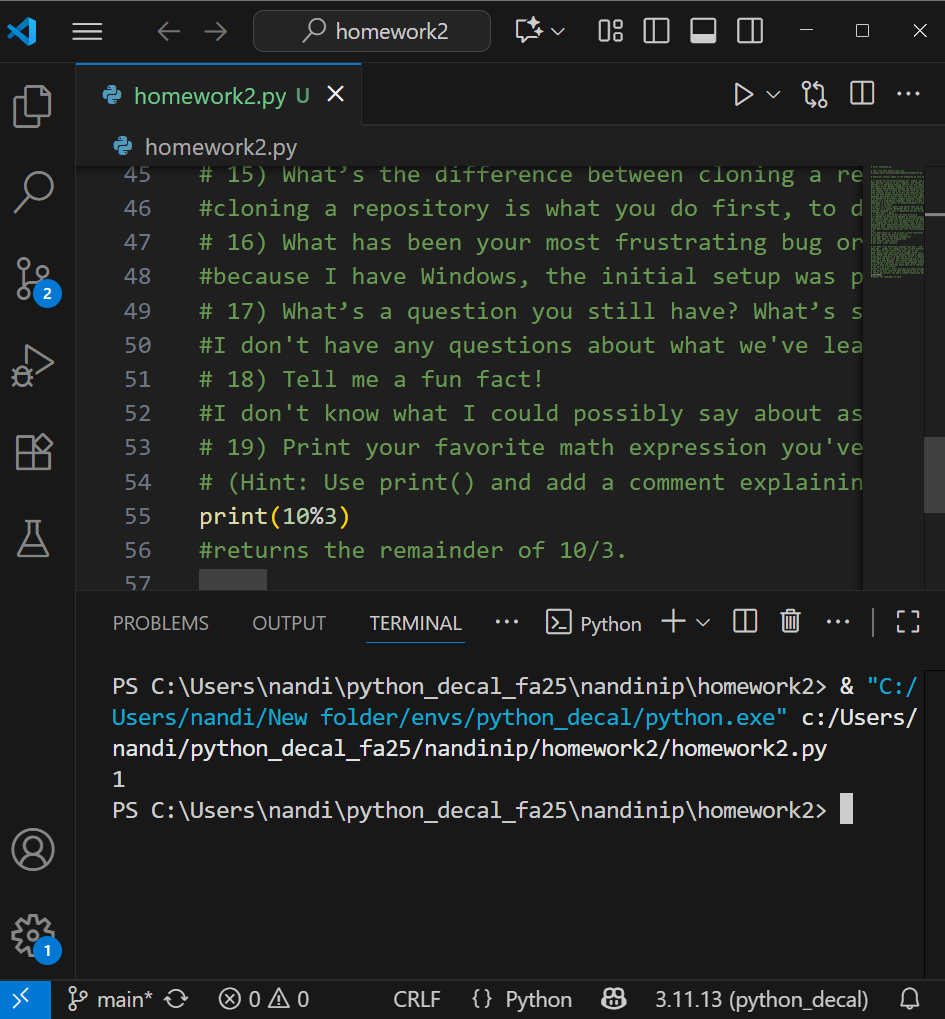 homework2
homework2.py U
homework2.py
45 # 15) What’s the difference between cloning a re
46 #cloning a repository is what you do first, to d
47 # 16) What has been your most frustrating bug or
48 #because I have Windows, the initial setup was p
49 # 17) What’s a question you still have? What’s s
50 #I don't have any questions about what we've lea
51 # 18) Tell me a fun fact!
52 #I don't know what I could possibly say about as
53 # 19) Print your favorite math expression you've
54 # (Hint: Use print() and add a comment explainin
55 print(10%3)
56 #returns the remainder of 10/3.
57
2
PROBLEMS OUTPUT TERMINAL ... Python
PS C:\Users\nandi\python_decal_fa25\nandinip\homework2> & "C:/
Users/nandi/New folder/envs/python_decal/python.exe" c:/Users/
nandi/python_decal_fa25/nandinip/homework2/homework2.py
1
PS C:\Users\nandi\python_decal_fa25\nandinip\homework2>
1
main* 0 0 CRLF {} Python 3.11.13 (python_decal)